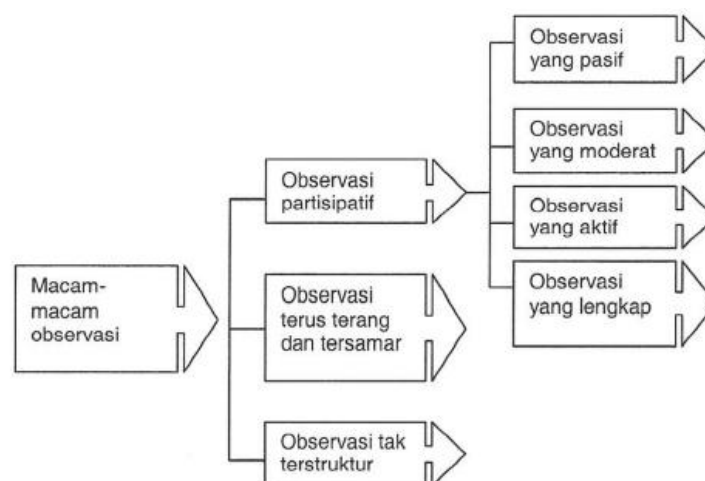 Macam-
macam
observasi
Observasi
partisipatif
Observasi
terus terang
dan tersamar
Observasi tak
terstruktur
Observasi
yang pasif
Observasi
yang moderat
Observasi
yang aktif
Observasi
yang lengkap